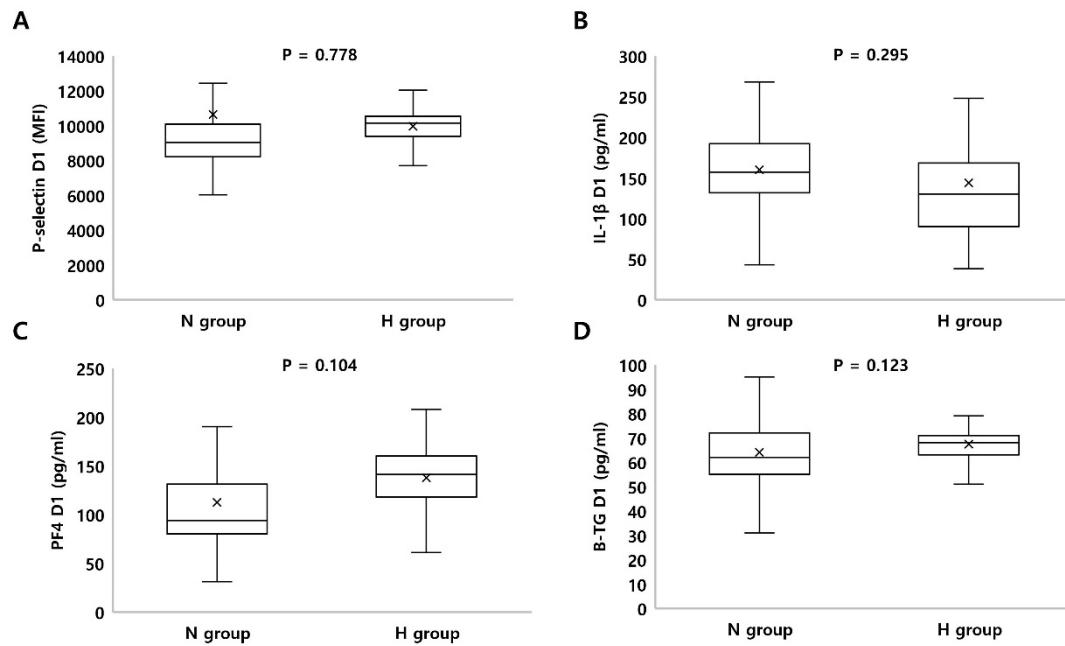 A
P = 0.778
P-selectin D1 (MFI)
14000
12000
10000
8000
6000
4000
2000
0
N group
H group
B
P = 0.295
IL-1β D1 (pg/ml)
300
250
200
150
100
50
0
N group
H group
C
P = 0.104
PF4 D1 (pg/ml)
250
200
150
100
50
0
N group
H group
D
P = 0.123
B-TG D1 (pg/ml)
100
90
80
70
60
50
40
30
20
10
0
N group
H group